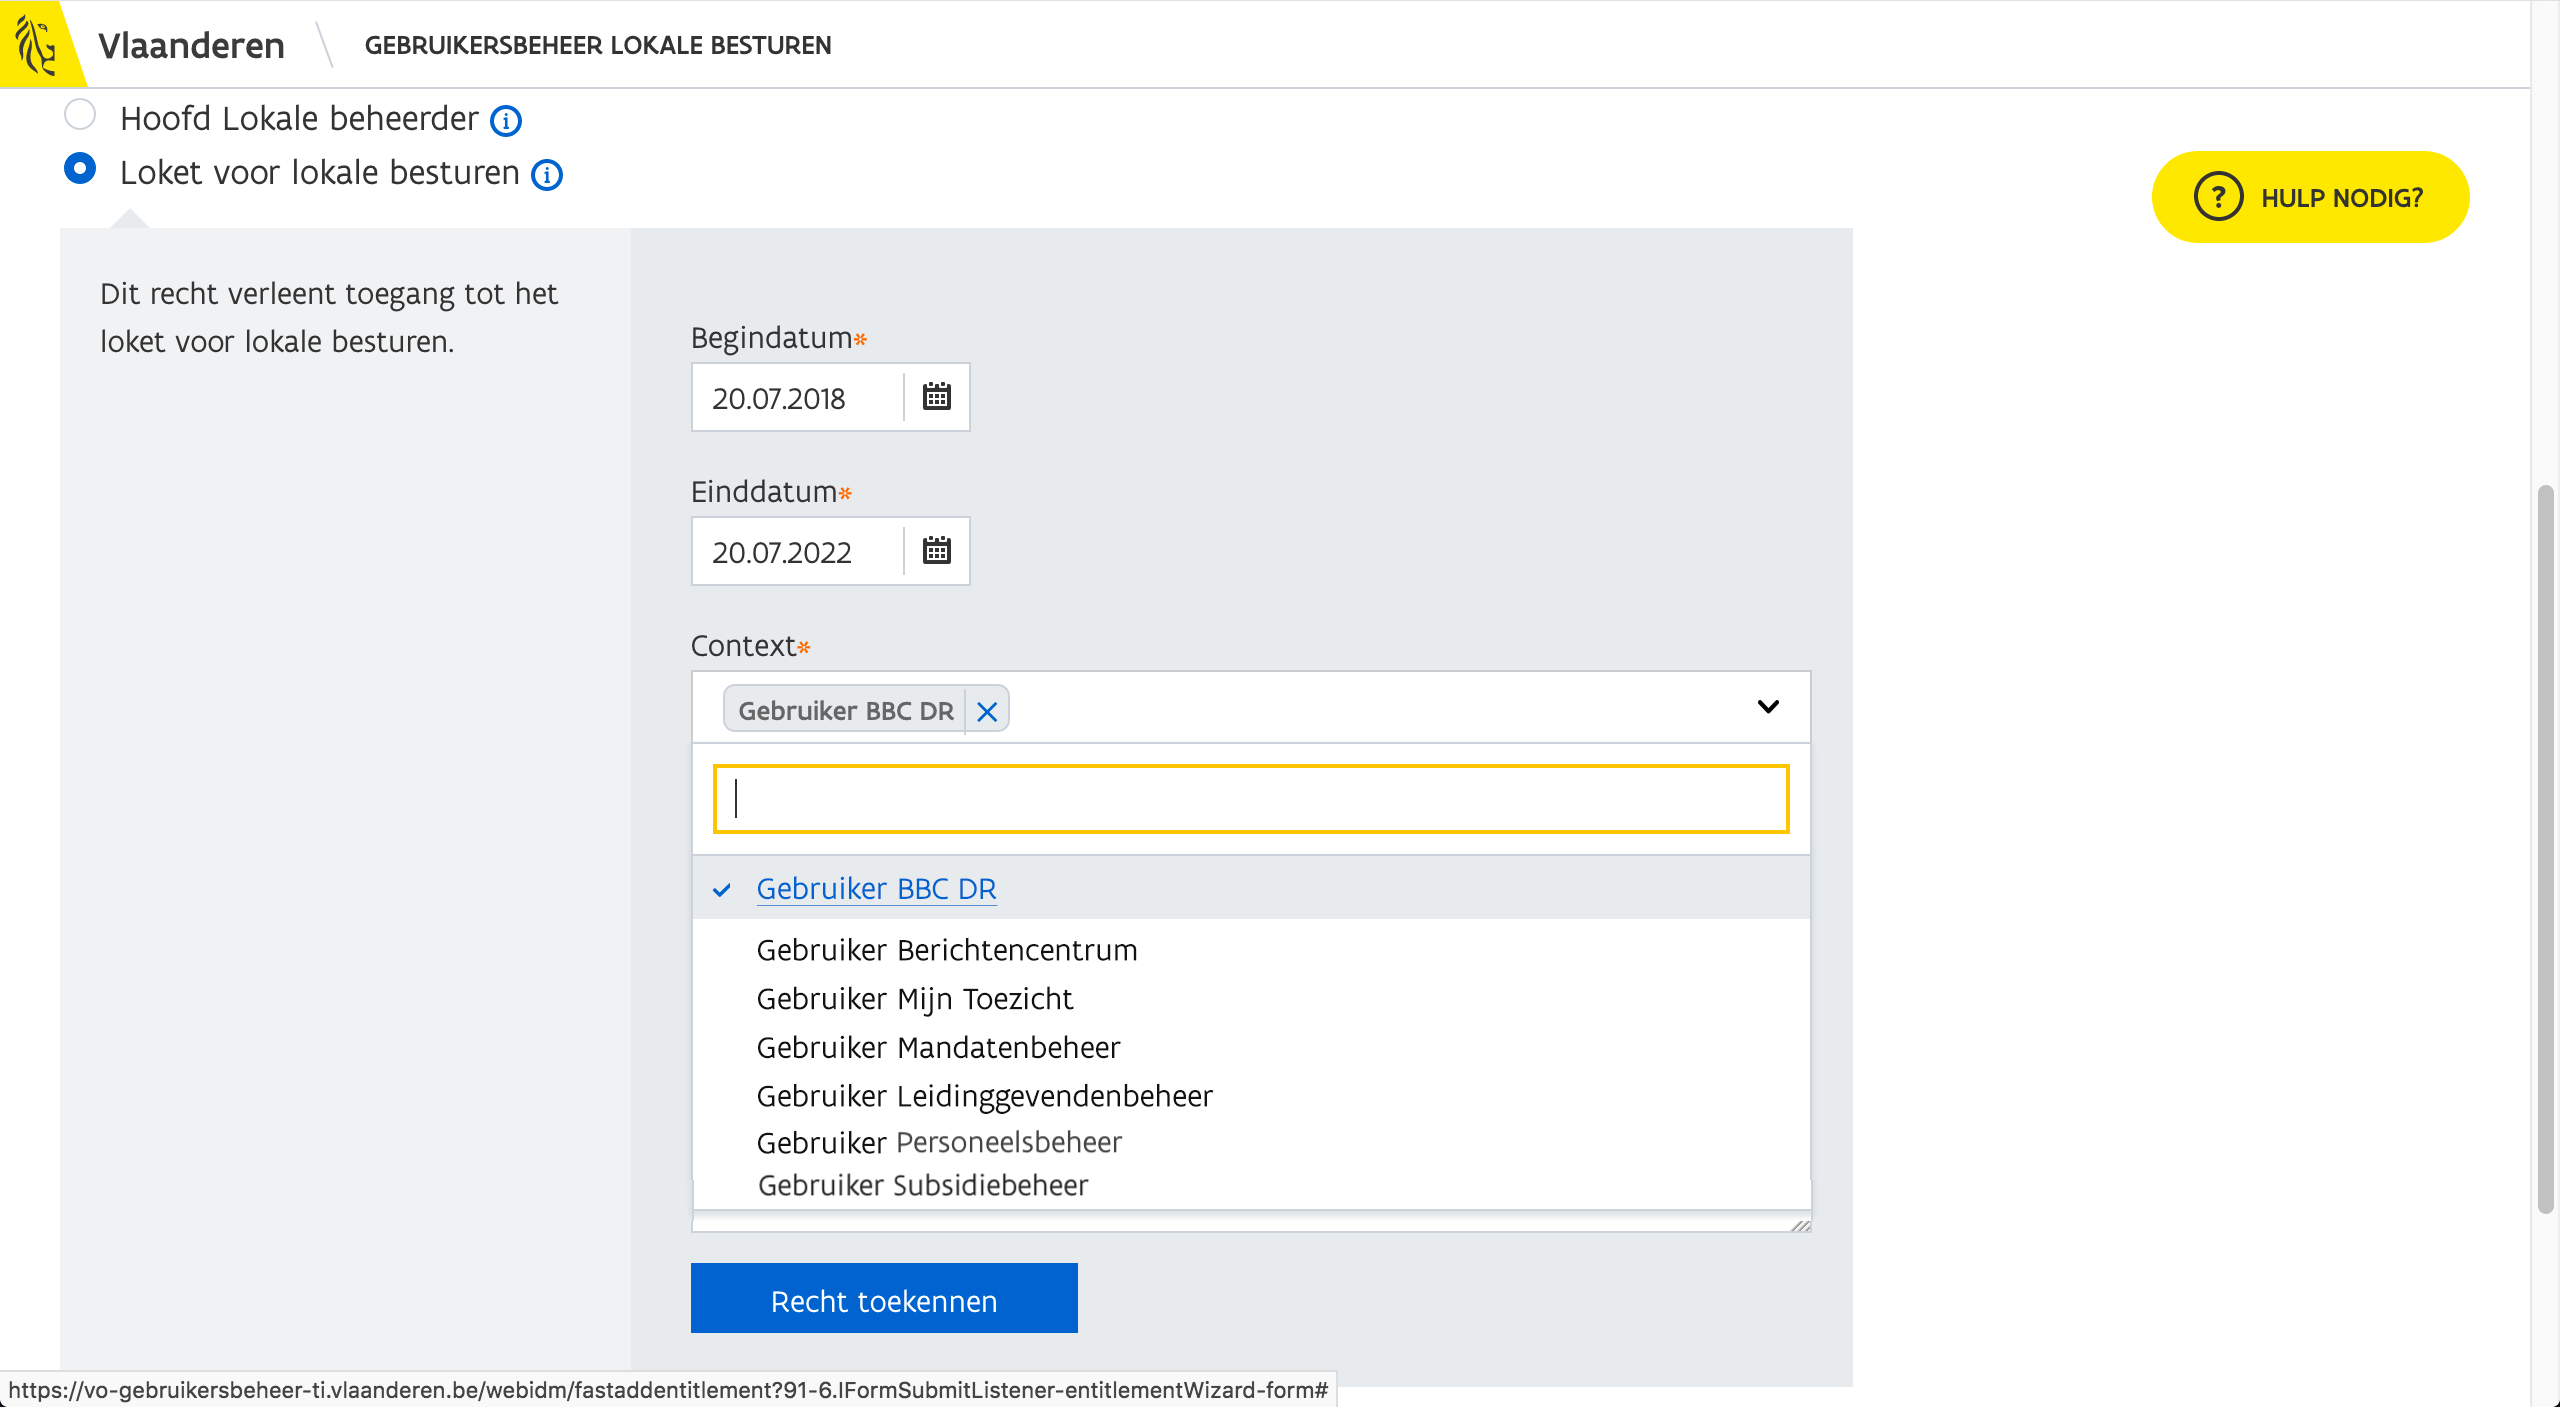 Vlaanderen
GEBRUIKERSBEHEER LOKALE BESTUREN
Hoofd Lokale beheerder
Loket voor lokale besturen
HULP NODIG?
Dit recht verleent toegang tot het
loket voor lokale besturen.
Begindatum*
20.07.2018
Einddatum*
20.07.2022
Context*
Gebruiker BBC DR
Gebruiker BBC DR
Gebruiker Berichtencentrum
Gebruiker Mijn Toezicht
Gebruiker Mandatenbeheer
Gebruiker Leidinggevendenbeheer
Gebruiker Personeelsbeheer
Gebruiker Subsidiebeheer
Recht toekennen
https://vo-gebruikersbeheer-ti.vlaanderen.be/webidm/fastaddentitlement?91-6.IFormSubmitListener-entitlementWizard-form#